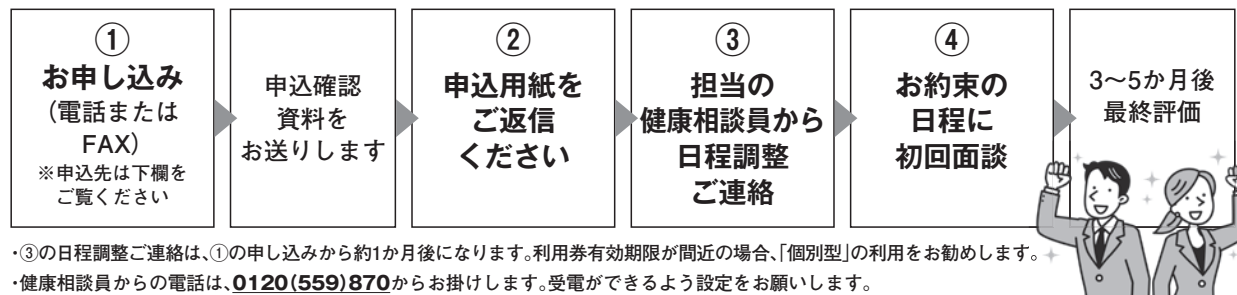 ①
お申し込み
(電話または
FAX)
※申込先は下欄を
ご覧ください
申込確認
資料を
お送りします
②
申込用紙を
ご返信
ください
③
担当の
健康相談員から
日程調整
ご連絡
④
お約束の
日程に
初回面談
3〜5か月後
最終評価
・③の日程調整ご連絡は、①の申し込みから約1か月後になります。利用券有効期限が間近の場合、「個別型」の利用をお勧めします。
・健康相談員からの電話は、0120(559)870からお掛けします。受電ができるよう設定をお願いします。